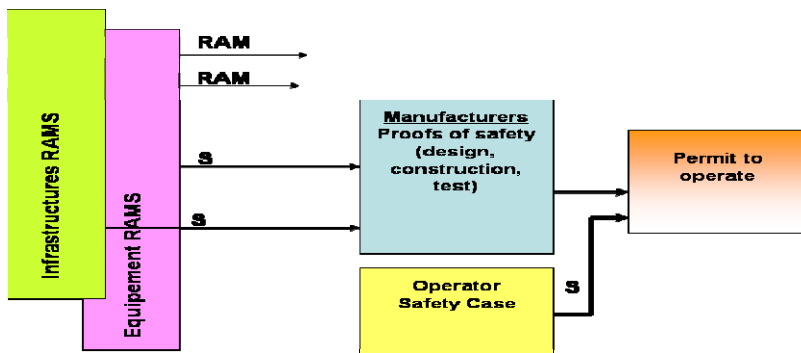 Infrastructures RAMS
Equipement RAMS
RAM
RAM
S
S
Manufacturers
Proofs of safety
(design,
construction,
test)
Operator
Safety Case
S
Permit to
operate